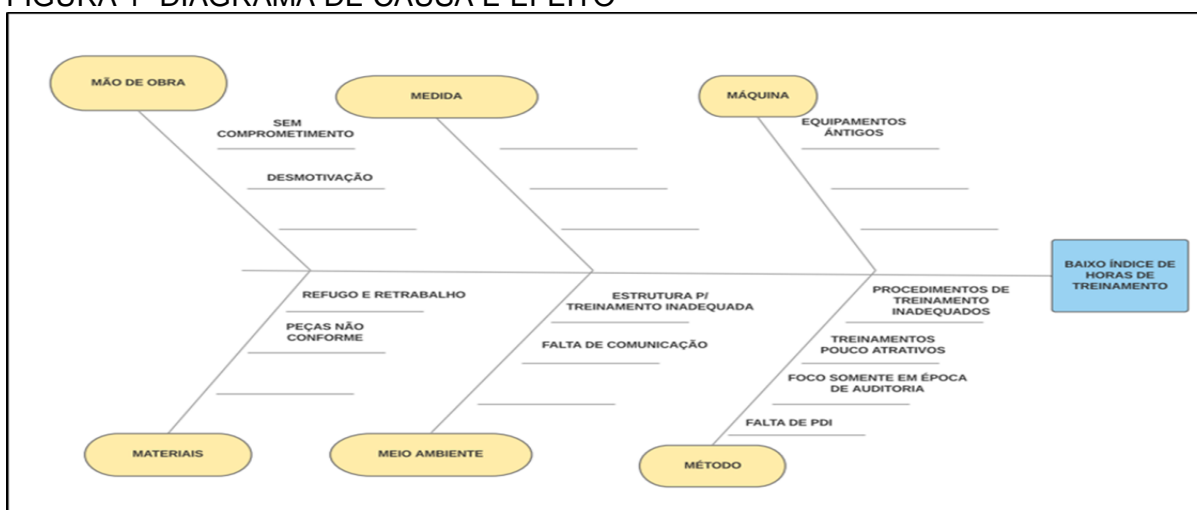 FIGURA 1- DIAGRAMA DE CAUSA E EFEITO
MÃO DE OBRA
MEDIDA
MÁQUINA
SEM
COMPROMETIMENTO
DESMOTIVAÇÃO
EQUIPAMENTOS
ÁNTIGOS
BAIXO ÍNDICE DE
HORAS DE
TREINAMENTO
REFUGO E RETRABALHO
PEÇAS NÃO
CONFORME
ESTRUTURA P/
TREINAMENTO INADEQUADA
FALTA DE COMUNICAÇÃO
PROCEDIMENTOS DE
TREINAMENTO
INADEQUADOS
TREINAMENTOS
POUCO ATRATIVOS
FOCO SOMENTE EM ÉPOCA
DE AUDITORIA
FALTA DE PDI
MATERIAIS
MEIO AMBIENTE
MÉTODO